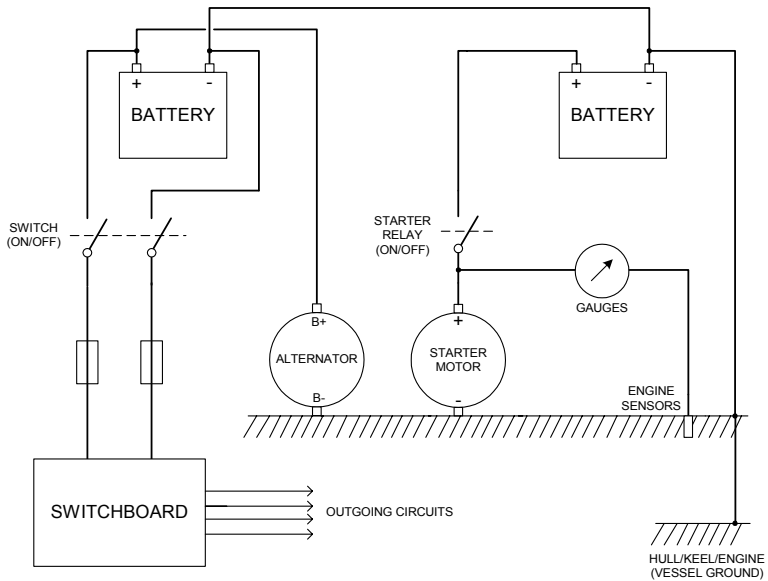 + -
BATTERY
+ -
BATTERY
SWITCH
(ON/OFF)
STARTER
RELAY
(ON/OFF)
GAUGES
B+
ALTERNATOR
B-
+
STARTER
MOTOR
-
ENGINE
SENSORS
SWITCHBOARD
OUTGOING CIRCUITS
HULL/KEEL/ENGINE
(VESSEL GROUND)